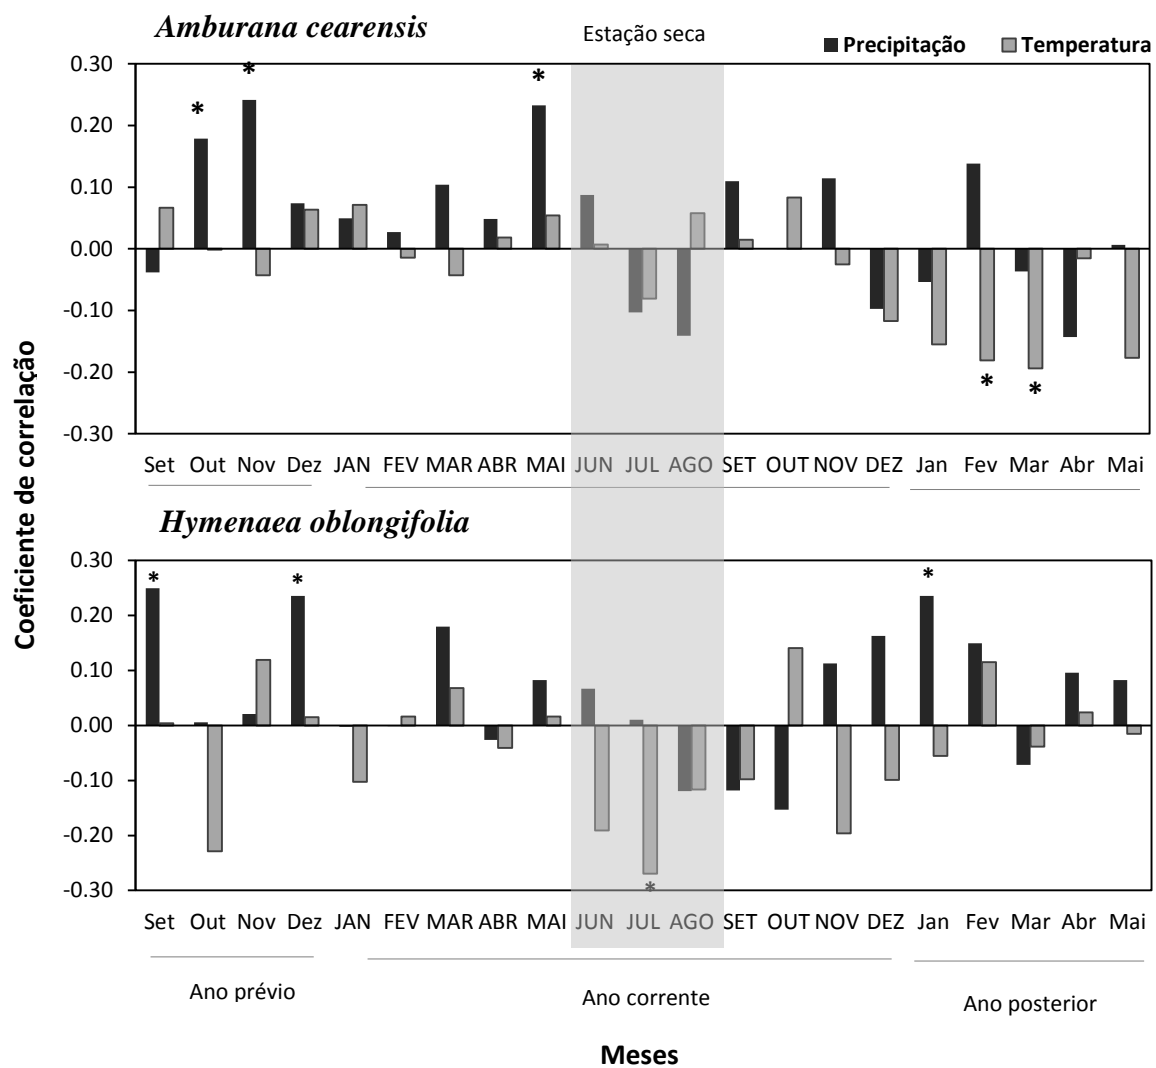 Amburana cearensis
Estação seca
Precipitação Temperatura
0.30
0.20
0.10
0.00
-0.10
-0.20
-0.30
* * * * *
Set Out Nov Dez JAN FEV MAR ABR MAI JUN JUL AGO SET OUT NOV DEZ Jan Fev Mar Abr Mai
Coeficiente de correlação
Hymenaea oblongifolia
0.30
0.20
0.10
0.00
-0.10
-0.20
-0.30
* * * *
Set Out Nov Dez JAN FEV MAR ABR MAI JUN JUL AGO SET OUT NOV DEZ Jan Fev Mar Abr Mai
Ano prévio Ano corrente Ano posterior
Meses